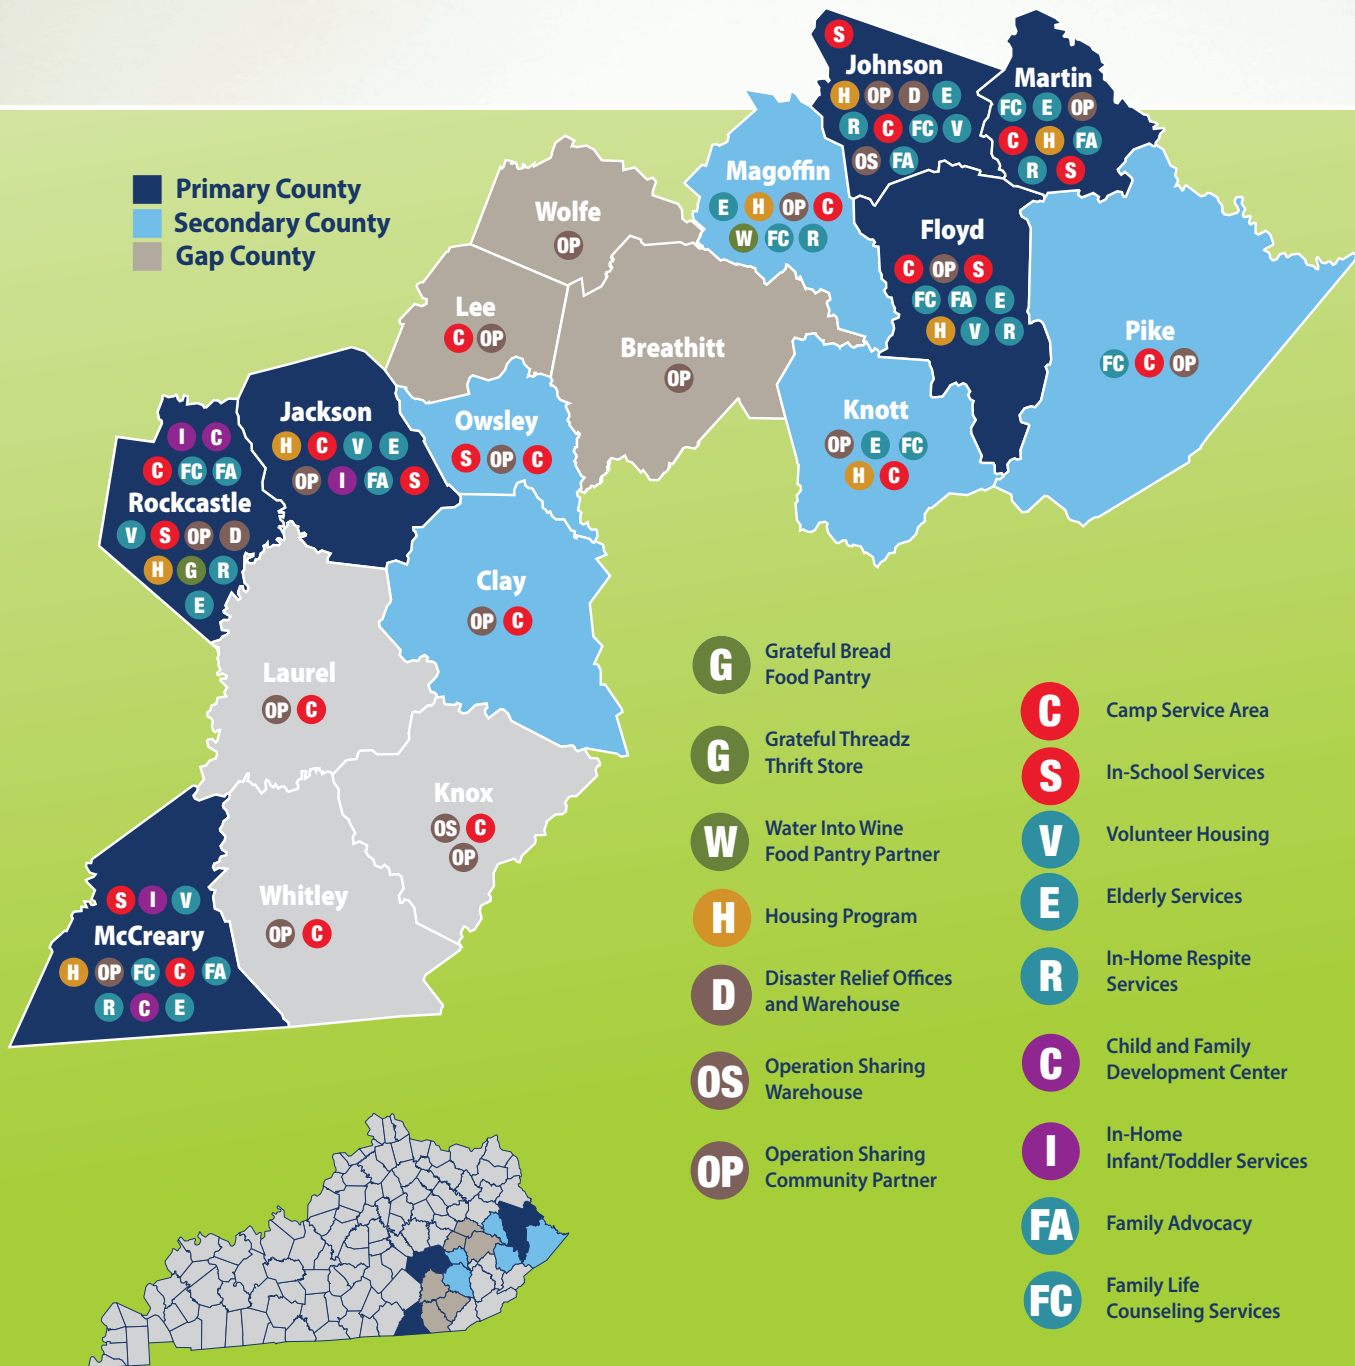 Primary County
Secondary County
Gap County
S
Johnson
H OP D E
R C FC V
OS FA
Martin
FC E OP
C H FA
R S
Magoffin
E H OP C
W FC R
Floyd
C OP S
FC FA E
H V R
Wolfe
OP
Lee
C OP
Breathitt
OP
Pike
FC C OP
Knott
OP E FC
H C
Jackson
H C V E
OP I FA S
Owsley
S OP C
I C
C FC FA
Rockcastle
V S OP D
H G R
E
Clay
OP C
Laurel
OP C
Knox
OS C
OP
Whitley
OP C
S I V
McCreary
H OP FC C FA
R C E
G Grateful Bread
Food Pantry
G Grateful Threadz
Thrift Store
W Water Into Wine
Food Pantry Partner
H Housing Program
D Disaster Relief Offices
and Warehouse
OS Operation Sharing
Warehouse
OP Operation Sharing
Community Partner
C Camp Service Area
S In-School Services
V Volunteer Housing
E Elderly Services
R In-Home Respite
Services
C Child and Family
Development Center
I In-Home
Infant/Toddler Services
FA Family Advocacy
FC Family Life
Counseling Services